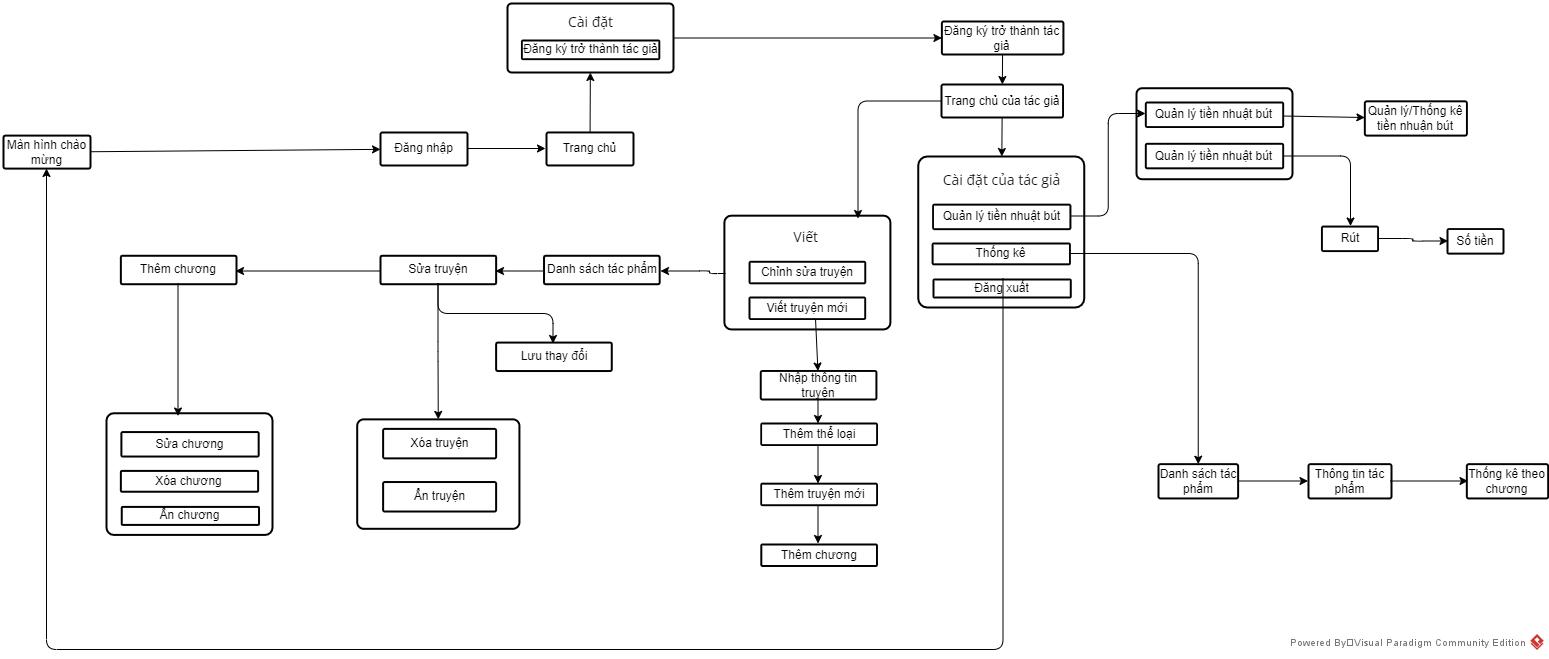 Cài đặt
Đăng ký trở thành tác giả
Đăng ký trở thành tác
giả
Trang chủ của tác giả
Quản lý tiền nhuật bút
Quản lý tiền nhuật bút
Quản lý/Thống kê
tiền nhuận bút
Màn hình chào
mừng
Đăng nhập
Trang chủ
Cài đặt của tác giả
Quản lý tiền nhuật bút
Thống kê
Đăng xuất
Rút
Số tiền
Viết
Chỉnh sửa truyện
Viết truyện mới
Thêm chương
Sửa truyện
Danh sách tác phẩm
Lưu thay đổi
Nhập thông tin
truyện
Thêm thể loại
Thêm truyện mới
Thêm chương
Sửa chương
Xóa chương
Ẩn chương
Xóa truyện
Ẩn truyện
Danh sách tác
phẩm
Thông tin tác
phẩm
Thống kê theo
chương
Powered By□Visual Paradigm Community Edition